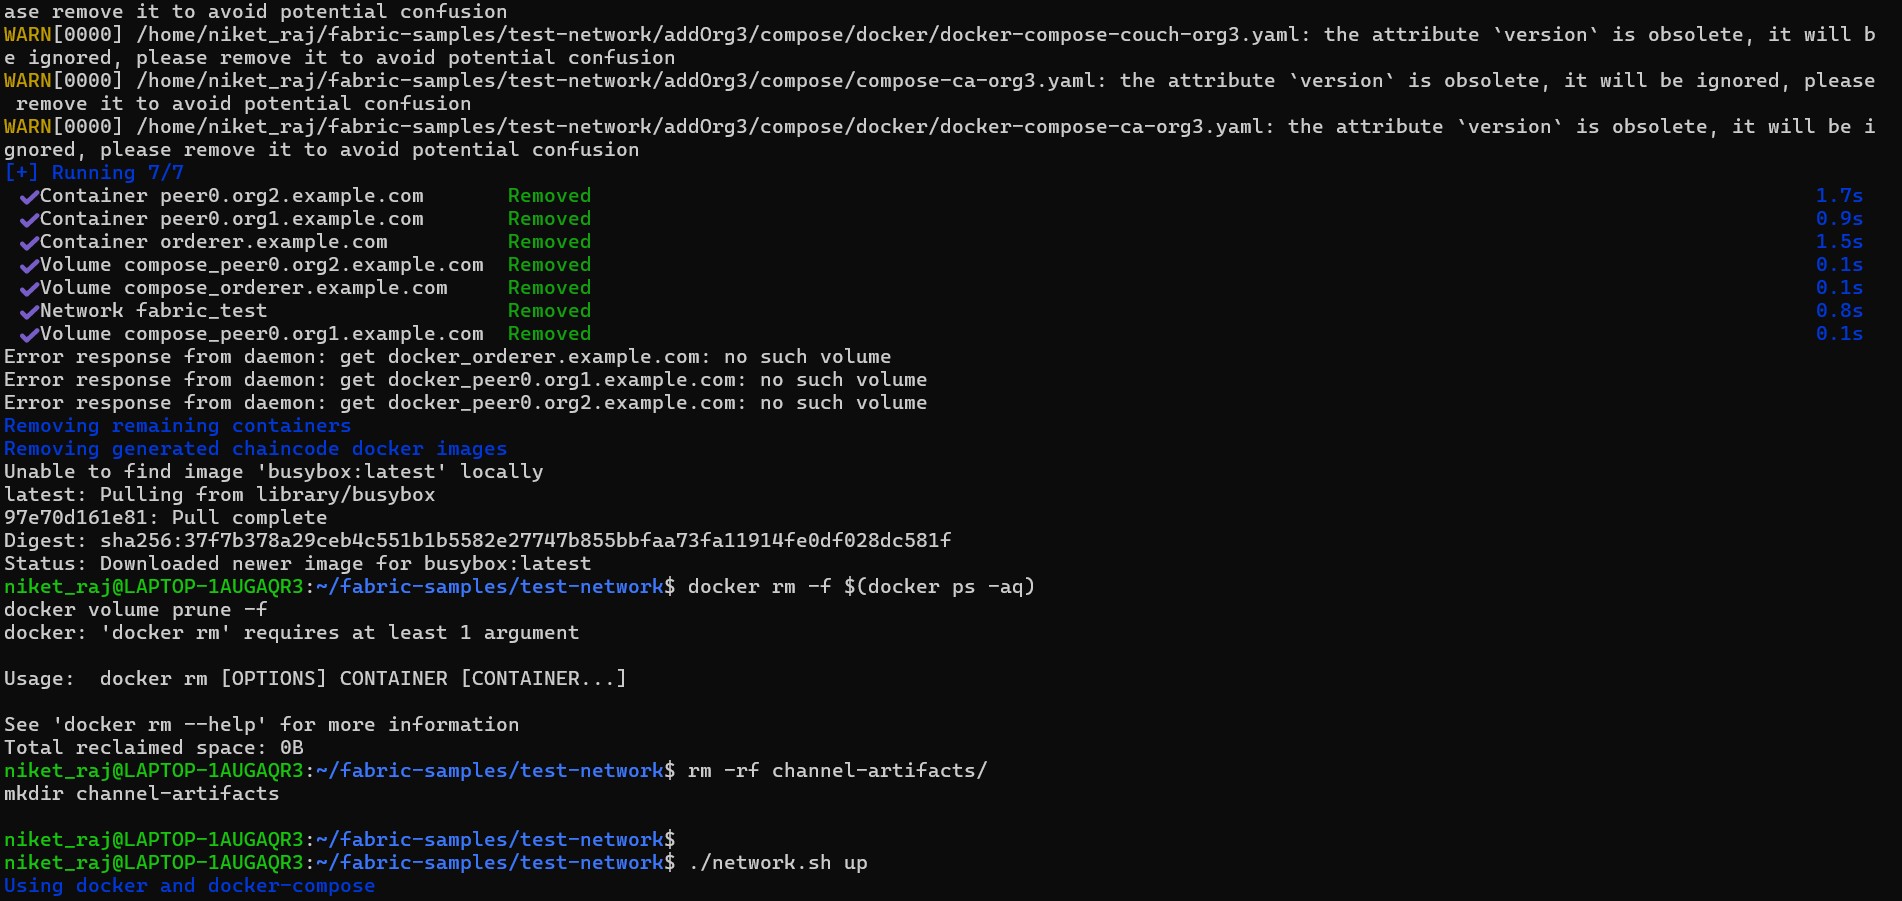 ase remove it to avoid potential confusion
WARN[0000] /home/niket_raj/fabric-samples/test-network/addOrg3/compose/docker/docker-compose-couch-org3.yaml: the attribute `version` is obsolete, it will b
e ignored, please remove it to avoid potential confusion
WARN[0000] /home/niket_raj/fabric-samples/test-network/addOrg3/compose/compose-ca-org3.yaml: the attribute `version` is obsolete, it will be ignored, please
 remove it to avoid potential confusion
WARN[0000] /home/niket_raj/fabric-samples/test-network/addOrg3/compose/docker/docker-compose-ca-org3.yaml: the attribute `version` is obsolete, it will be i
gnored, please remove it to avoid potential confusion
[+] Running 7/7
✔Container peer0.org2.example.com Removed 1.7s
✔Container peer0.org1.example.com Removed 0.9s
✔Container orderer.example.com Removed 1.5s
✔Volume compose_peer0.org2.example.com Removed 0.1s
✔Volume compose_orderer.example.com Removed 0.1s
✔Network fabric_test Removed 0.8s
✔Volume compose_peer0.org1.example.com Removed 0.1s
Error response from daemon: get docker_orderer.example.com: no such volume
Error response from daemon: get docker_peer0.org1.example.com: no such volume
Error response from daemon: get docker_peer0.org2.example.com: no such volume
Removing remaining containers
Removing generated chaincode docker images
Unable to find image 'busybox:latest' locally
latest: Pulling from library/busybox
97e70d161e81: Pull complete
Digest: sha256:37f7b378a29ceb4c551b1b5582e27747b855bbfaa73fa11914fe0df028dc581f
Status: Downloaded newer image for busybox:latest
niket_raj@LAPTOP-1AUGAQR3:~/fabric-samples/test-network$ docker rm -f $(docker ps -aq)
docker volume prune -f
docker: 'docker rm' requires at least 1 argument
Usage:  docker rm [OPTIONS] CONTAINER [CONTAINER...]
See 'docker rm --help' for more information
Total reclaimed space: 0B
niket_raj@LAPTOP-1AUGAQR3:~/fabric-samples/test-network$ rm -rf channel-artifacts/
mkdir channel-artifacts
niket_raj@LAPTOP-1AUGAQR3:~/fabric-samples/test-network$
niket_raj@LAPTOP-1AUGAQR3:~/fabric-samples/test-network$ ./network.sh up
Using docker and docker-compose